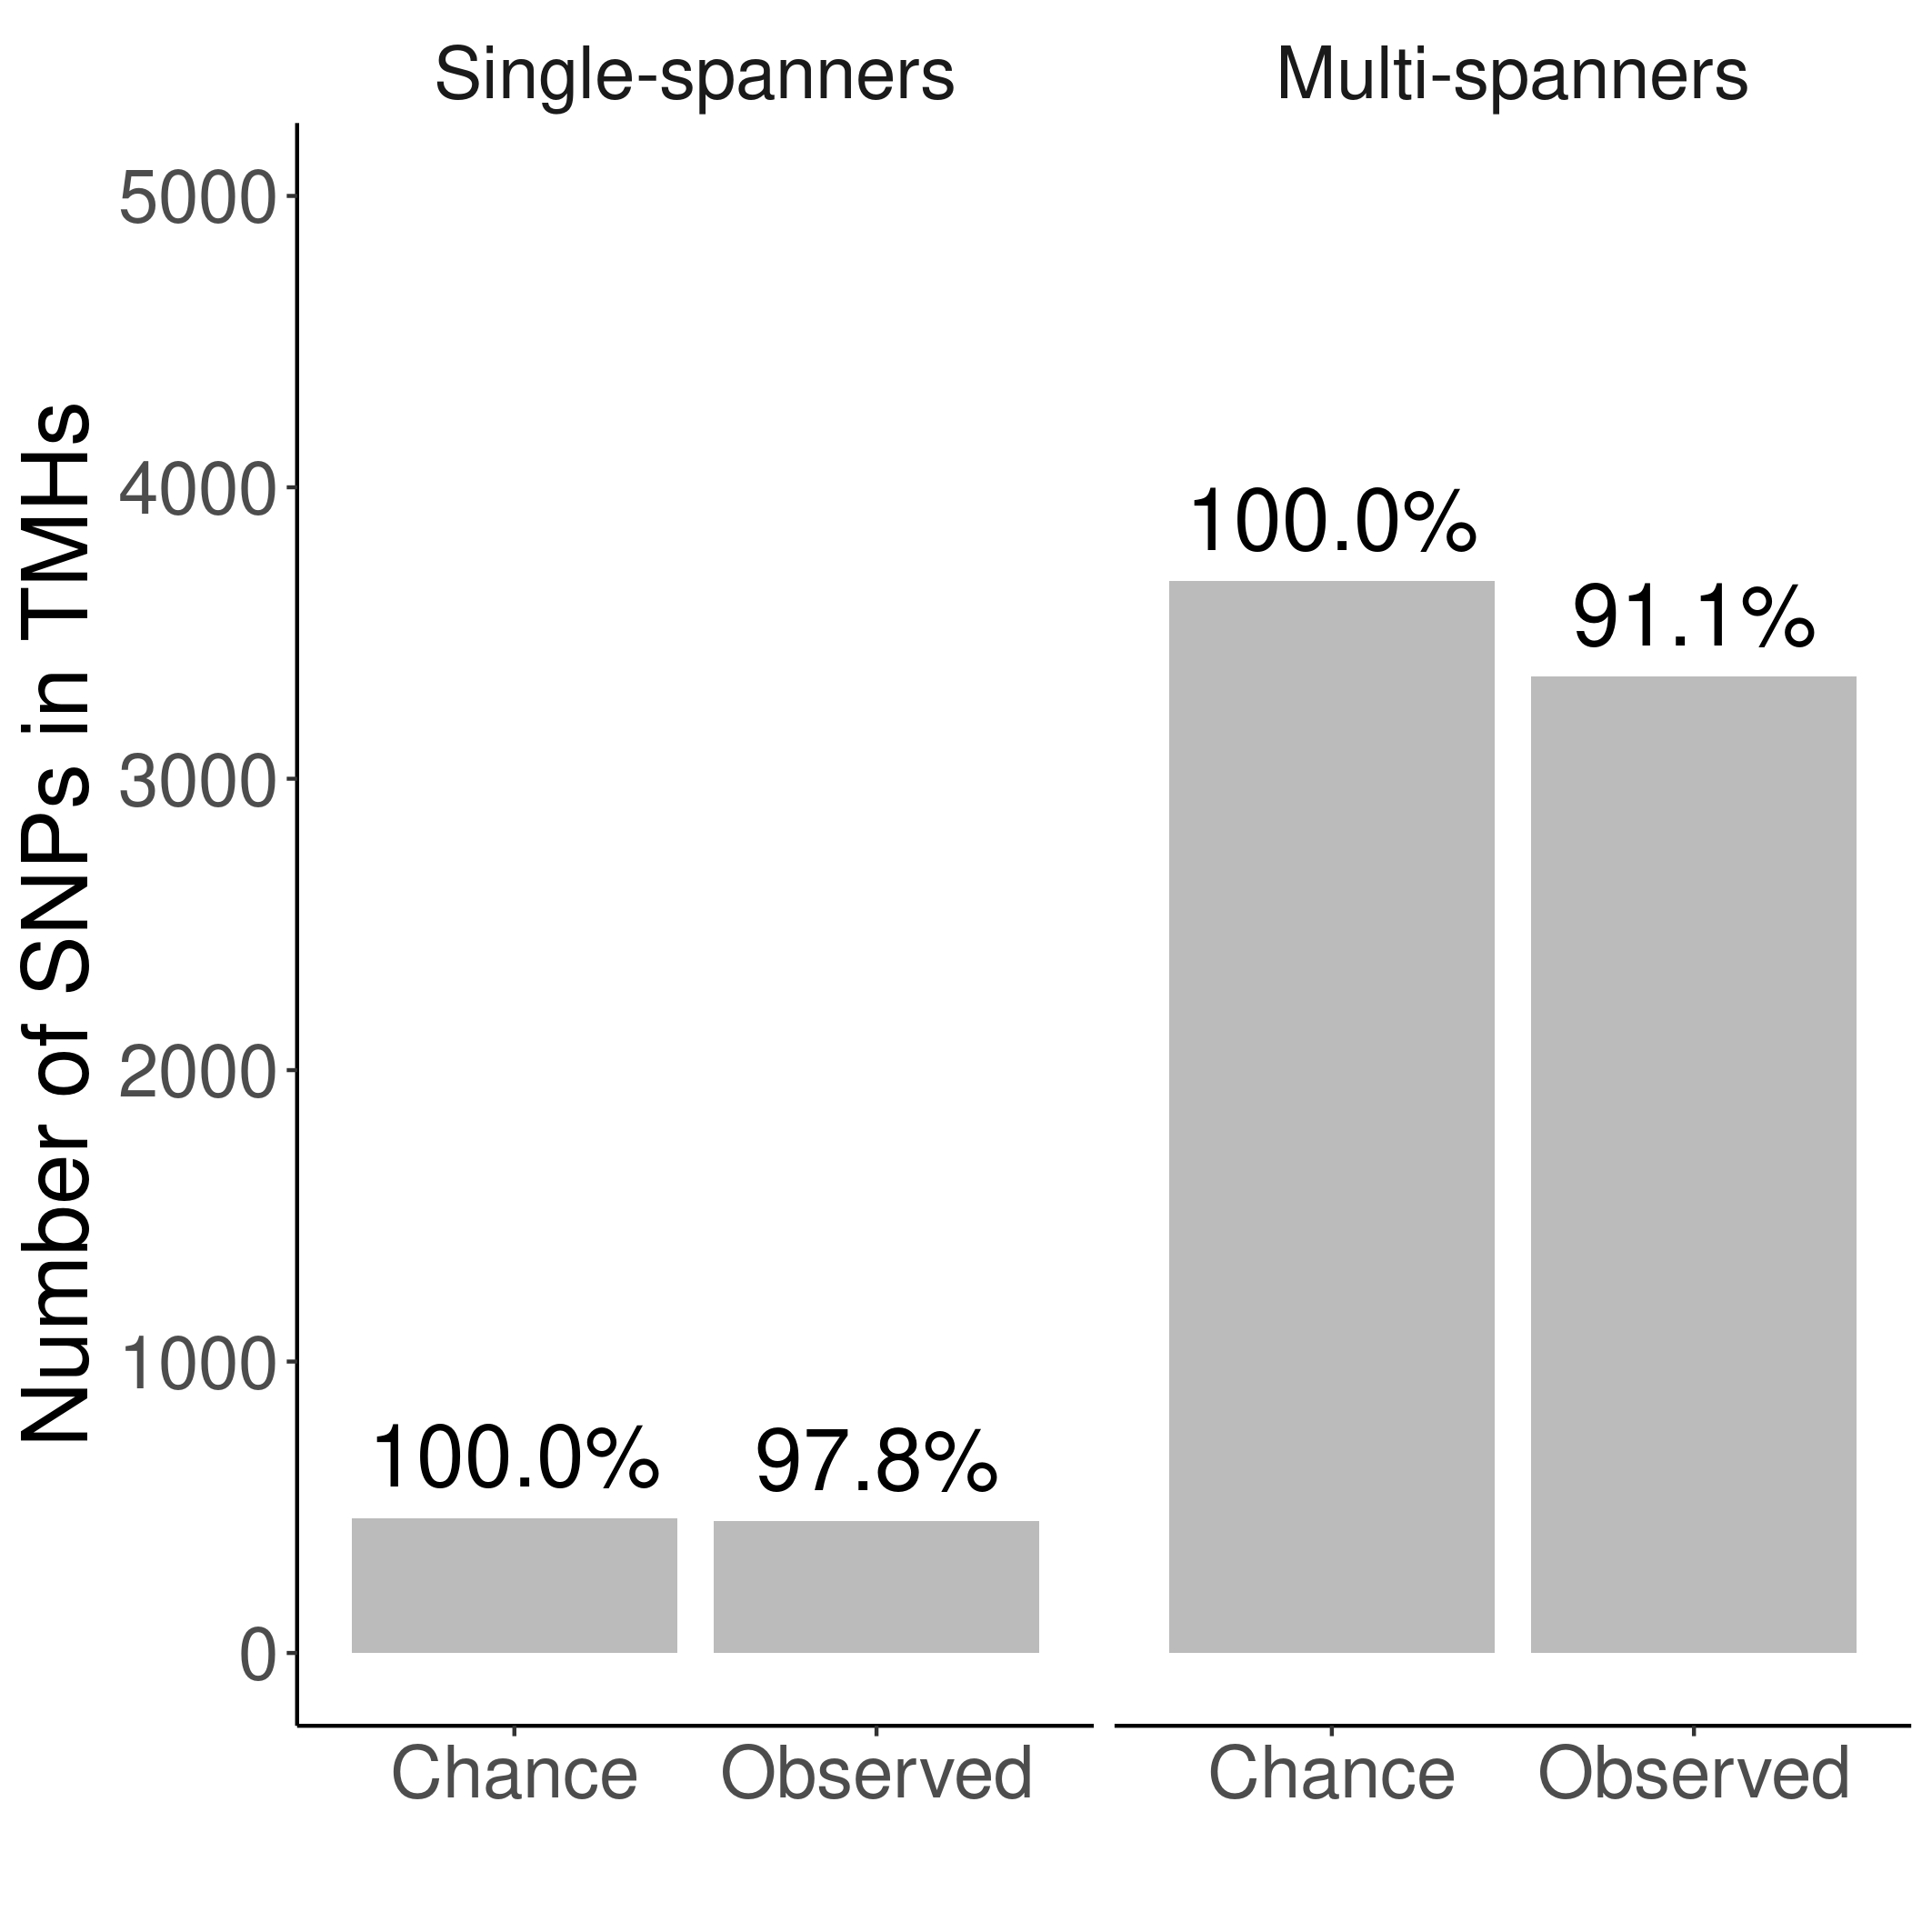 Single-spanners
Multi-spanners
Number of SNPs in TMHs
5000
4000
3000
2000
1000
0
100.0%
97.8%
100.0%
91.1%
Chance
Observed
Chance
Observed